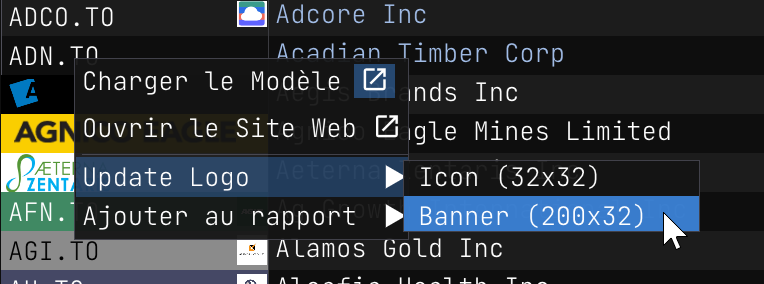 ADCO.TO Adcore Inc
ADN.TO Acadian Timber Corp
Charger le Modèle
Brands Inc
Ouvrir le Site Web
Eagle Mines Limited
Update Logo
Icon (32x32)
AFN.
Ajouter au rapport
Banner (200x32)
AGI.TO Alamos Gold Inc